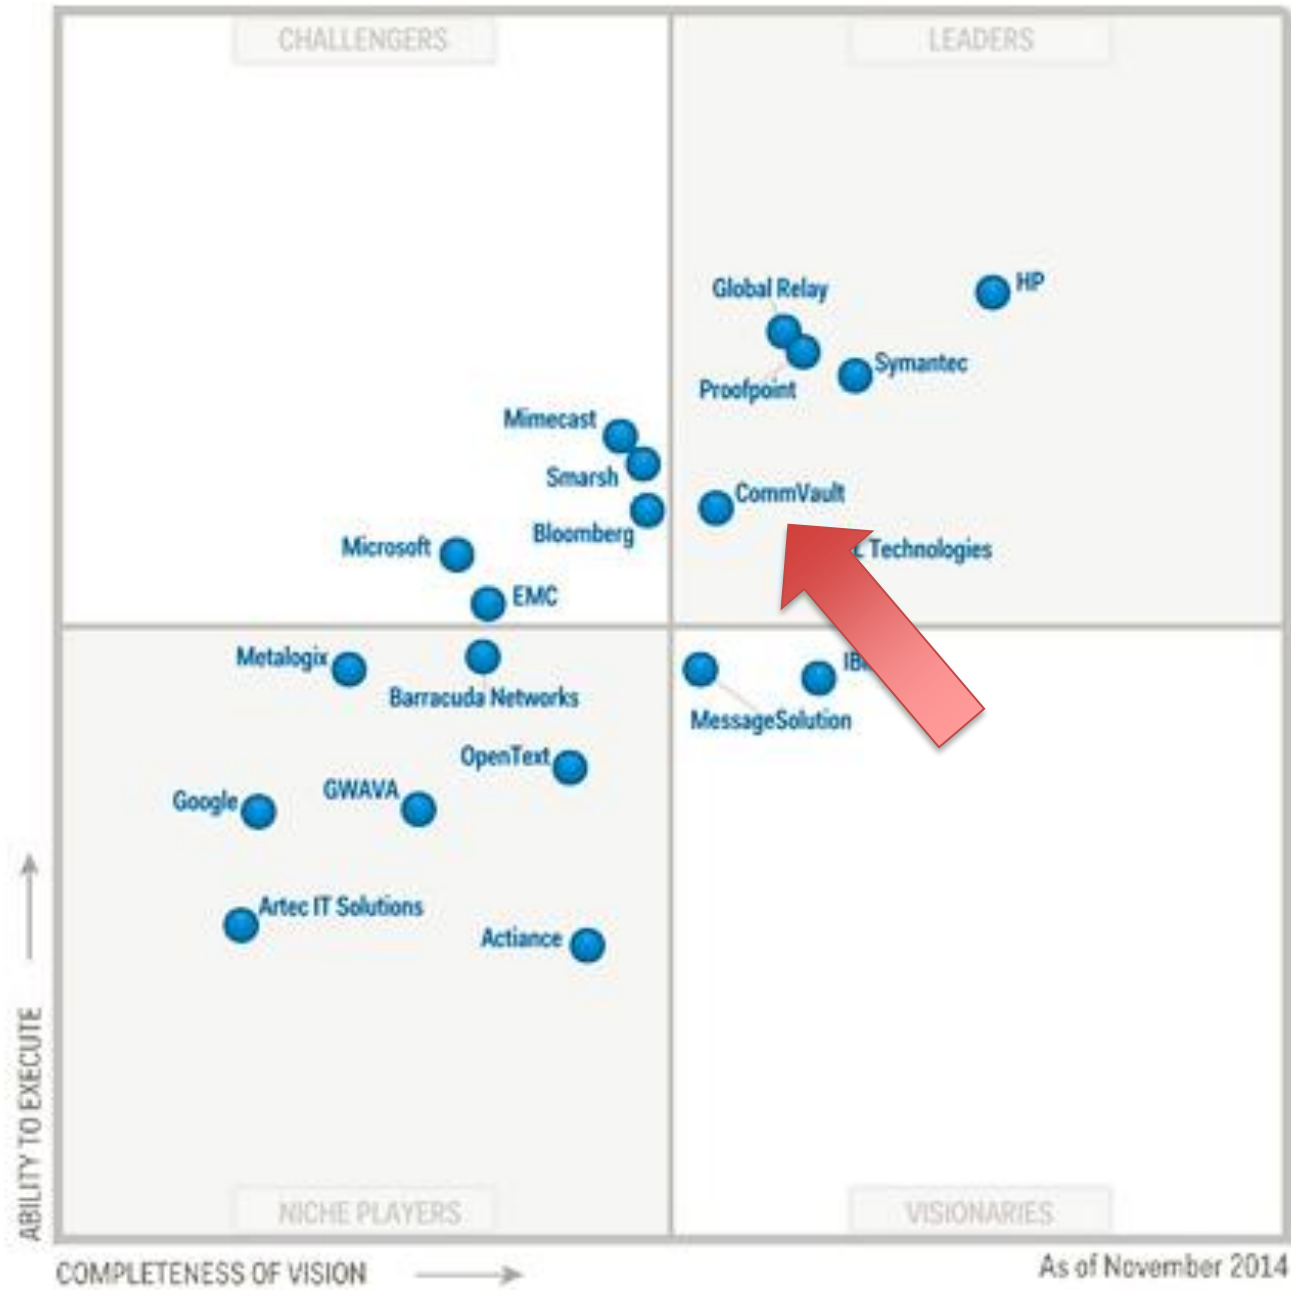 CHALLENGERS
LEADERS
HP
Global Relay
Symantec
Proofpoint
Mimecast
Smarsh
CommVault
Bloomberg
Microsoft
Technologies
EMC
Metalogix
Barracuda Networks
MessageSolution
OpenText
GWAVA
Google
Artec IT Solutions
Actiance
ABILITY TO EXECUTE
NICHE PLAYERS
VISIONARIES
COMPLETENESS OF VISION
As of November 2014